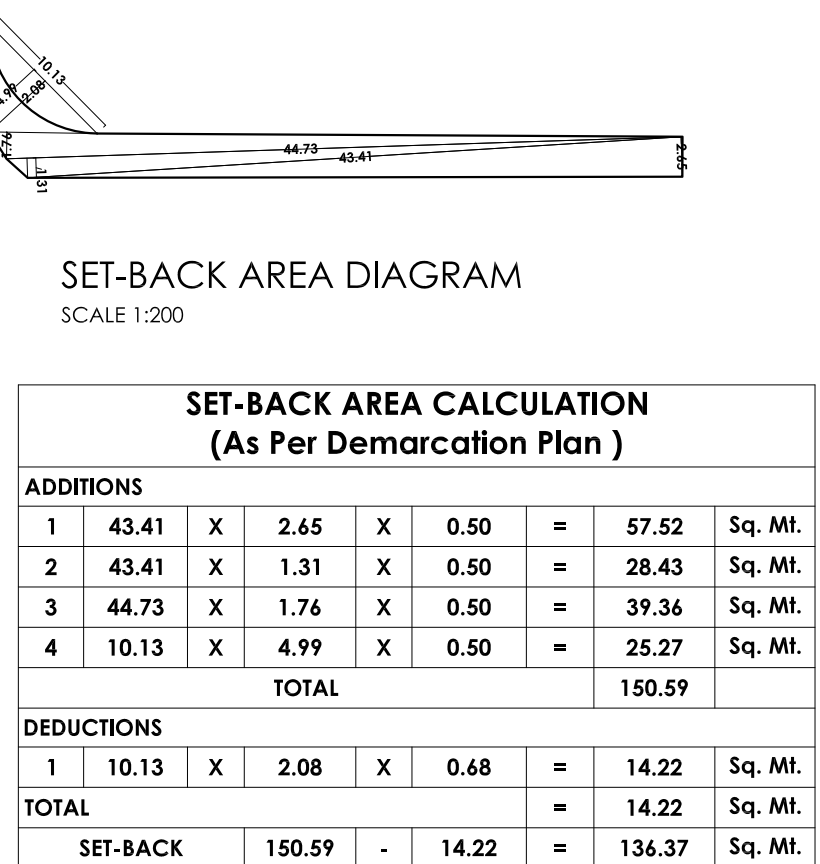 10.13
2.08
44.73
43.41
2.65
1.31
SET-BACK AREA DIAGRAM
SCALE 1:200
SET-BACK AREA CALCULATION
(As Per Demarcation Plan )
ADDITIONS
1 43.41 X 2.65 X 0.50 = 57.52 Sq. Mt.
2 43.41 X 1.31 X 0.50 = 28.43 Sq. Mt.
3 44.73 X 1.76 X 0.50 = 39.36 Sq. Mt.
4 10.13 X 4.99 X 0.50 = 25.27 Sq. Mt.
TOTAL 150.59
DEDUCTIONS
1 10.13 X 2.08 X 0.68 = 14.22 Sq. Mt.
TOTAL = 14.22 Sq. Mt.
SET-BACK 150.59 - 14.22 = 136.37 Sq. Mt.